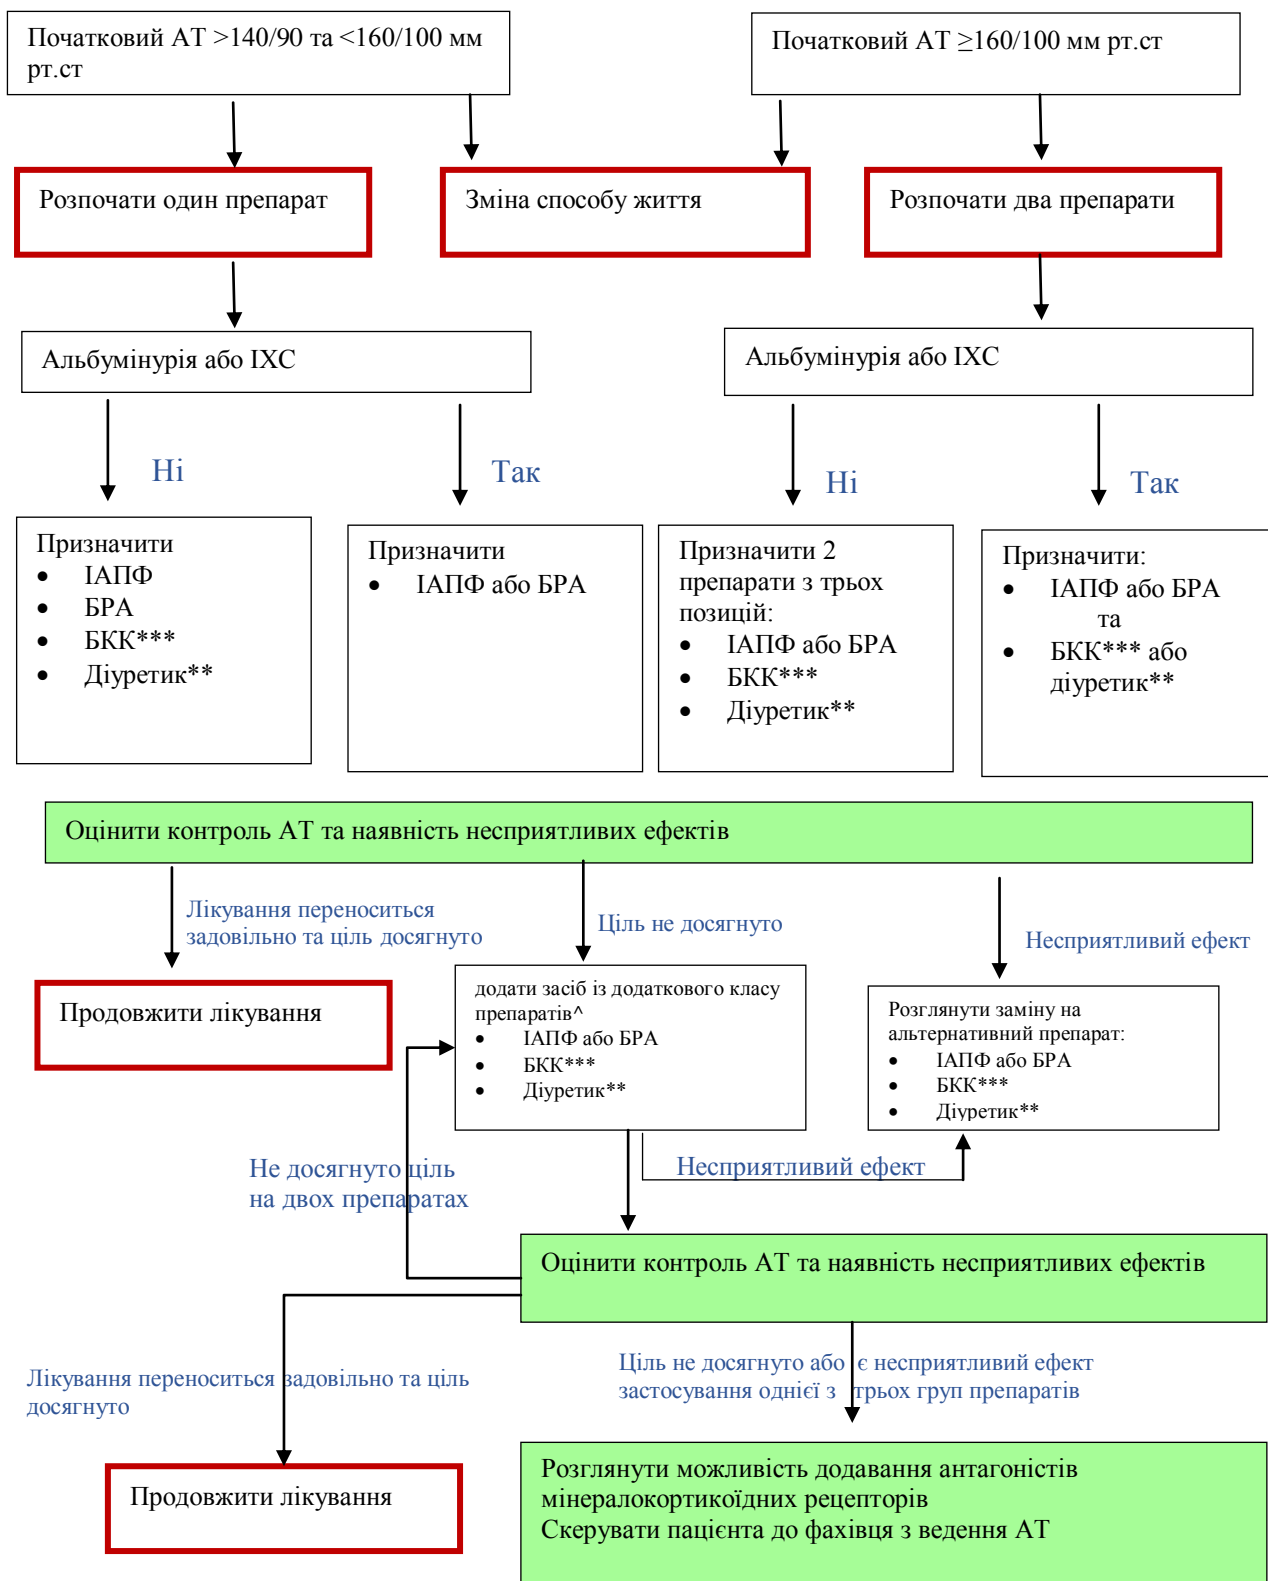 Початковий АТ >140/90 та <160/100 мм
рт.ст
Початковий АТ ≥160/100 мм рт.ст
Розпочати один препарат
Зміна способу життя
Розпочати два препарати
Альбумінурія або ІХС
Альбумінурія або ІХС
Ні
Так
Ні
Так
Призначити
• ІАПФ
• БРА
• БКК***
• Діуретик**
Призначити
• ІАПФ або БРА
Призначити 2
препарати з трьох
позицій:
• ІАПФ або БРА
• БКК***
• Діуретик**
Призначити:
• ІАПФ або БРА
та
• БКК*** або
діуретик**
Оцінити контроль АТ та наявність несприятливих ефектів
Лікування переноситься
задовільно та ціль досягнуто
Ціль не досягнуто
Несприятливий ефект
Продовжити лікування
додати засіб із додаткового класу
препаратів^
• ІАПФ або БРА
• БКК***
• Діуретик**
Розглянути заміну на
альтернативний препарат:
• ІАПФ або БРА
• БКК***
• Діуретик**
Не досягнуто ціль
на двох препаратах
Несприятливий ефект
Оцінити контроль АТ та наявність несприятливих ефектів
Лікування переноситься задовільно та ціль
досягнуто
Ціль не досягнуто або є несприятливий ефект
застосування однієї з трьох груп препаратів
Продовжити лікування
Розглянути можливість додавання антагоністів
мінералокортикоїдних рецепторів
Скерувати пацієнта до фахівця з ведення АТ